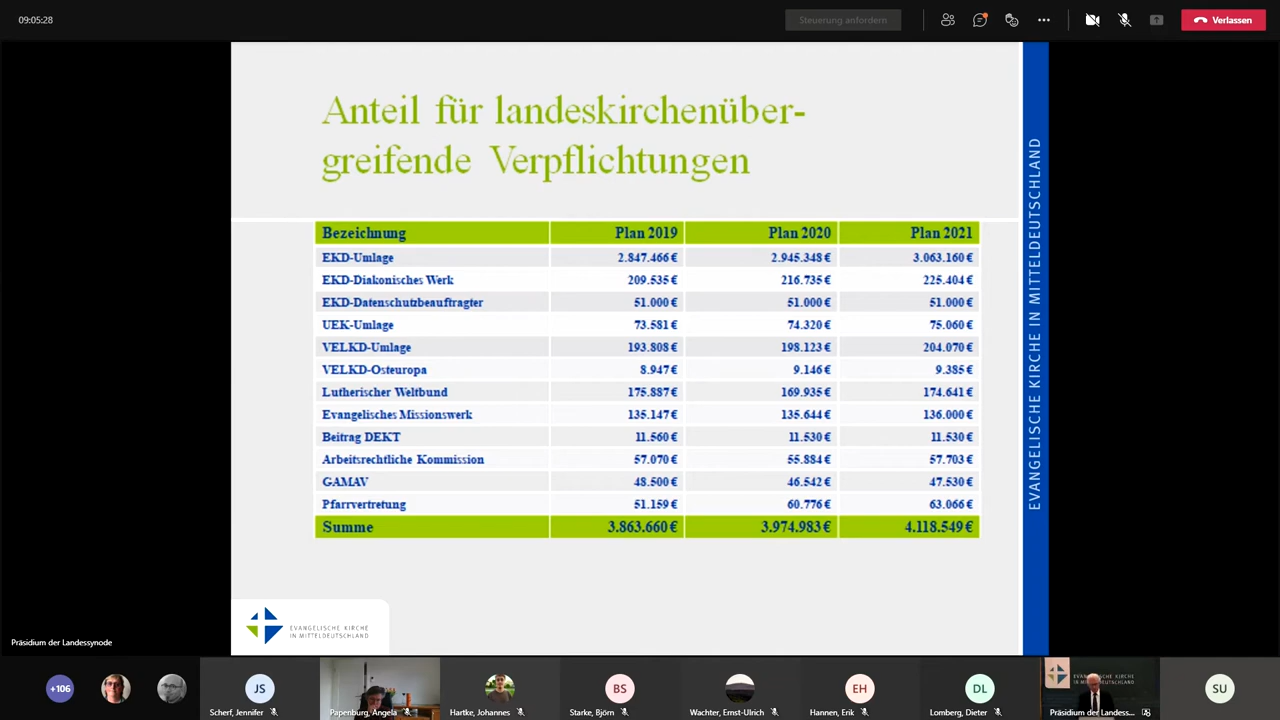 09:05:28
Steuerung anfordern
Verlassen
Anteil für landeskirchenüber-
greifende Verpflichtungen
Bezeichnung Plan 2019 Plan 2020 Plan 2021
EKD-Umlage 2.847.466 € 2.945.348 € 3.063.160 €
EKD-Diakonisches Werk 209.535 € 216.735 € 225.404 €
EKD-Datenschutzbeauftragter 51.000 € 51.000 € 51.000 €
UEK-Umlage 73.581 € 74.320 € 75.060 €
VELKD-Umlage 193.808 € 198.123 € 204.070 €
VELKD-Osteuropa 8.947 € 9.146 € 9.385 €
Lutherischer Weltbund 175.887 € 169.935 € 174.641 €
Evangelisches Missionswerk 135.147 € 135.644 € 136.000 €
Beitrag DEKT 11.560 € 11.530 € 11.530 €
Arbeitsrechtliche Kommission 57.070 € 55.884 € 57.703 €
GAMAV 48.500 € 46.542 € 47.530 €
Pfarrvertretung 51.159 € 60.776 € 63.066 €
Summe 3.863.660 € 3.974.983 € 4.118.549 €
EVANGELISCHE KIRCHE IN MITTELDEUTSCHLAND
EVANGELISCHE KIRCHE
IN MITTELDEUTSCHLAND
Präsidium der Landessynode
+106
JS
BS
EH
DL
SU
EVANGELISCHE KIRCHE
IN MITTELDEUTSCHLAND
Scherf, Jennifer
Papenburg, Angela
Hartke, Johannes
Starke, Björn
Wachter, Ernst-Ulrich
Hannen, Erik
Lomberg, Dieter
Präsidium der Landess...